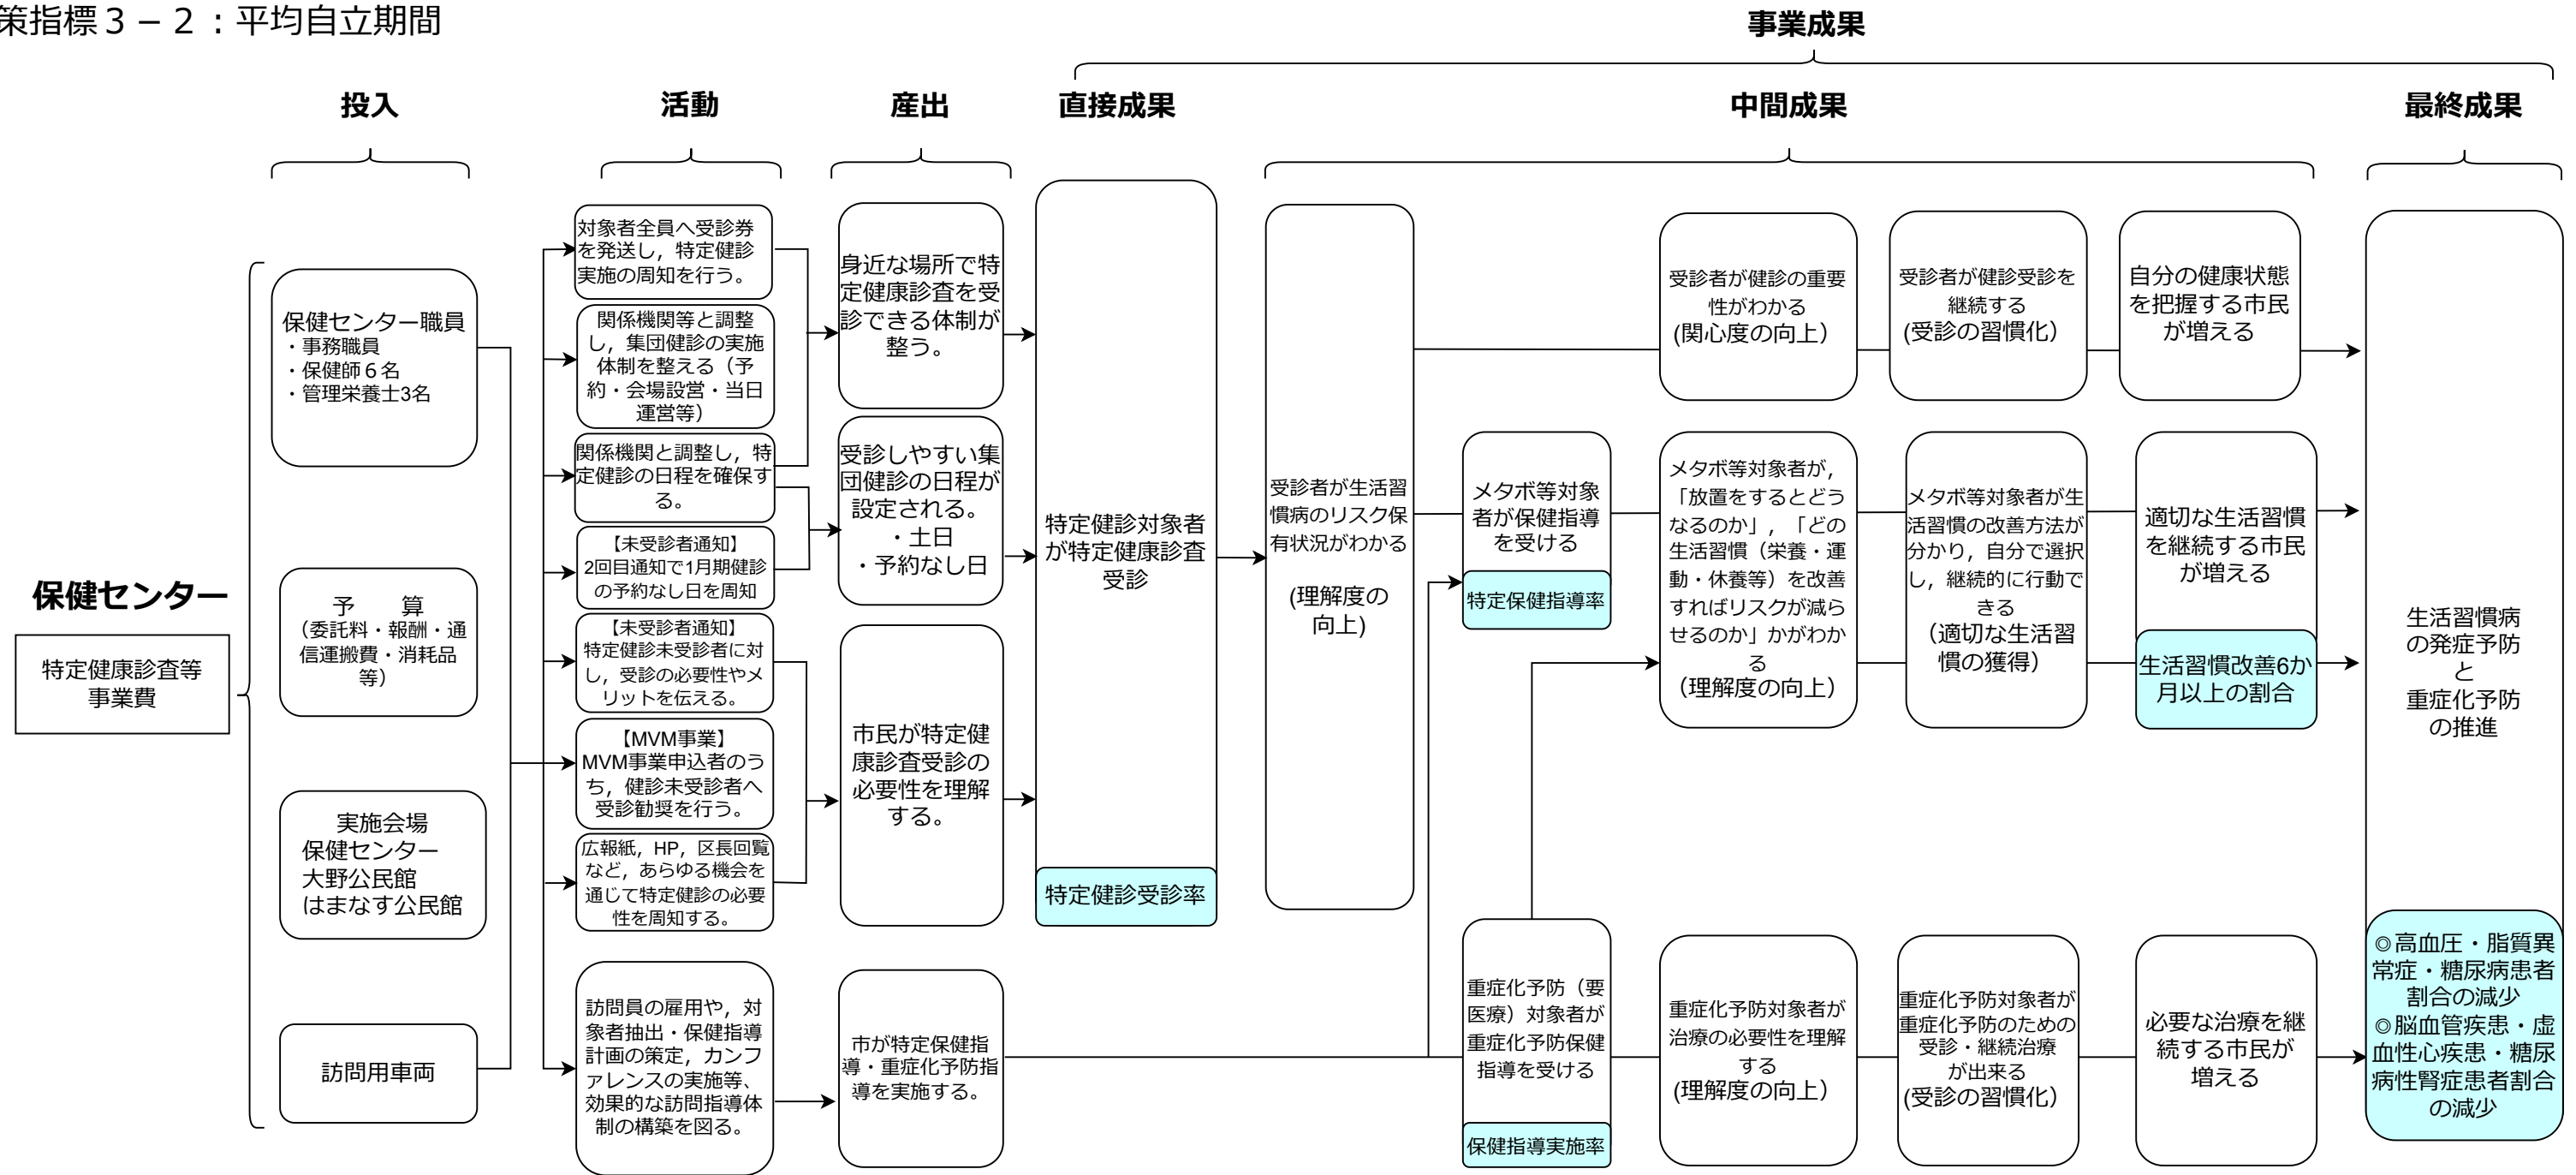 策指標３－２：平均自立期間
事業成果
投入
活動
産出
直接成果
中間成果
最終成果
保健センター
特定健康診査等
事業費
保健センター職員
・事務職員
・保健師６名
・管理栄養士3名
予　　算
（委託料・報酬・通
信運搬費・消耗品
等）
実施会場
保健センター
大野公民館
はまなす公民館
訪問用車両
対象者全員へ受診券
を発送し，特定健診
実施の周知を行う。
関係機関等と調整
し，集団健診の実施
体制を整える（予
約・会場設営・当日
運営等）
関係機関と調整し，特
定健診の日程を確保す
る。
【未受診者通知】
2回目通知で1月期健診
の予約なし日を周知
【未受診者通知】
特定健診未受診者に対
し，受診の必要性やメ
リットを伝える。
【MVM事業】
MVM事業申込者のう
ち，健診未受診者へ
受診勧奨を行う。
広報紙，HP，区長回覧
など，あらゆる機会を
通じて特定健診の必要
性を周知する。
訪問員の雇用や，対
象者抽出・保健指導
計画の策定，カンフ
ァレンスの実施等、
効果的な訪問指導体
制の構築を図る。
身近な場所で特
定健康診査を受
診できる体制が
整う。
受診しやすい集
団健診の日程が
設定される。
・土日
・予約なし日
市民が特定健
康診査受診の
必要性を理解
する。
市が特定保健指
導・重症化予防指
導を実施する。
特定健診対象者
が特定健康診査
受診
特定健診受診率
受診者が生活習
慣病のリスク保
有状況がわかる
(理解度の
向上)
メタボ等対象
者が保健指導
を受ける
特定保健指導率
重症化予防（要
医療）対象者が
重症化予防保健
指導を受ける
保健指導実施率
受診者が健診の重要
性がわかる
(関心度の向上）
受診者が健診受診を
継続する
(受診の習慣化）
自分の健康状態
を把握する市民
が増える
メタボ等対象者が，
「放置をするとどう
なるのか」，「どの
生活習慣（栄養・運
動・休養等）を改善
すればリスクが減ら
せるのか」かがわか
る
（理解度の向上）
メタボ等対象者が生
活習慣の改善方法が
分かり，自分で選択
し，継続的に行動で
きる
（適切な生活習
慣の獲得）
適切な生活習慣
を継続する市民
が増える
生活習慣改善6か
月以上の割合
重症化予防対象者が
治療の必要性を理解
する
(理解度の向上）
重症化予防対象者が
重症化予防のための
受診・継続治療
が出来る
(受診の習慣化）
必要な治療を継
続する市民が
増える
生活習慣病
の発症予防
と
重症化予防
の推進
◎高血圧・脂質異
常症・糖尿病患者
割合の減少
◎脳血管疾患・虚
血性心疾患・糖尿
病性腎症患者割合
の減少